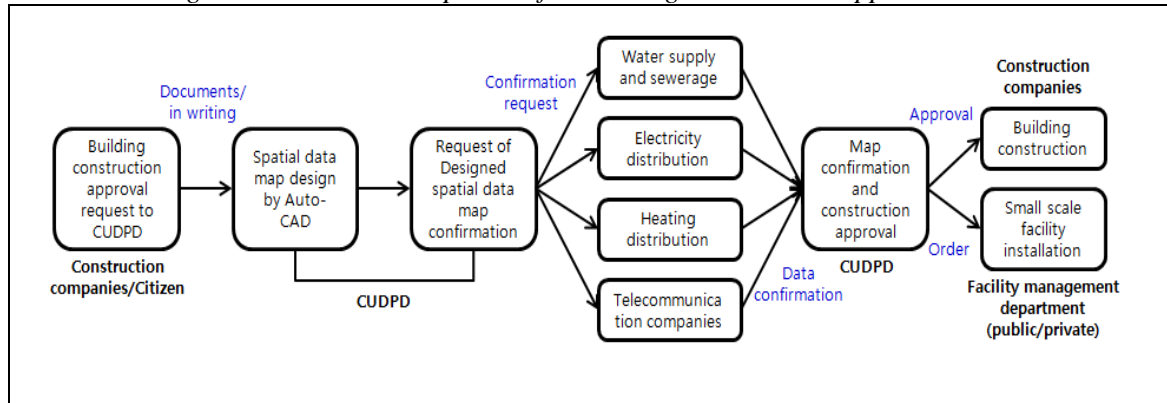 Building
construction
approval
request to
CUDPD
Construction
companies/Citizen
Documents/
in writing
Spatial data
map design
by Auto-
CAD
Request of
Designed
spatial data
map
confirmation
CUDPD
Confirmation
request
Water supply
and sewerage
Electricity
distribution
Heating
distribution
Telecommunica
tion companies
Data
confirmation
Map
confirmation
and
construction
approval
CUDPD
Approval
Order
Construction
companies
Building
construction
Small scale
facility
installation
Facility management
department
(public/private)